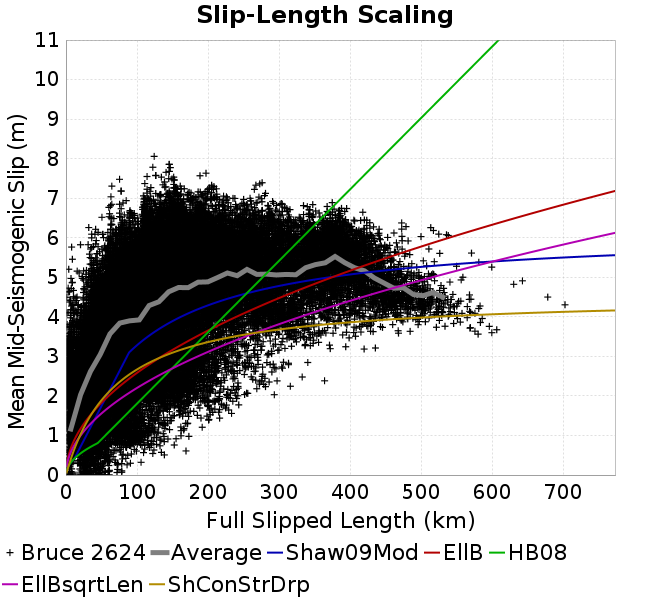 Slip-Length Scaling
Mean Mid-Seismogenic Slip (m)
11
10
9
8
7
6
5
4
3
2
1
0
0 100 200 300 400 500 600 700
Full Slipped Length (km)
Bruce 2624 Average Shaw09Mod EllB HB08
EllBsqrtLen ShConStrDrp